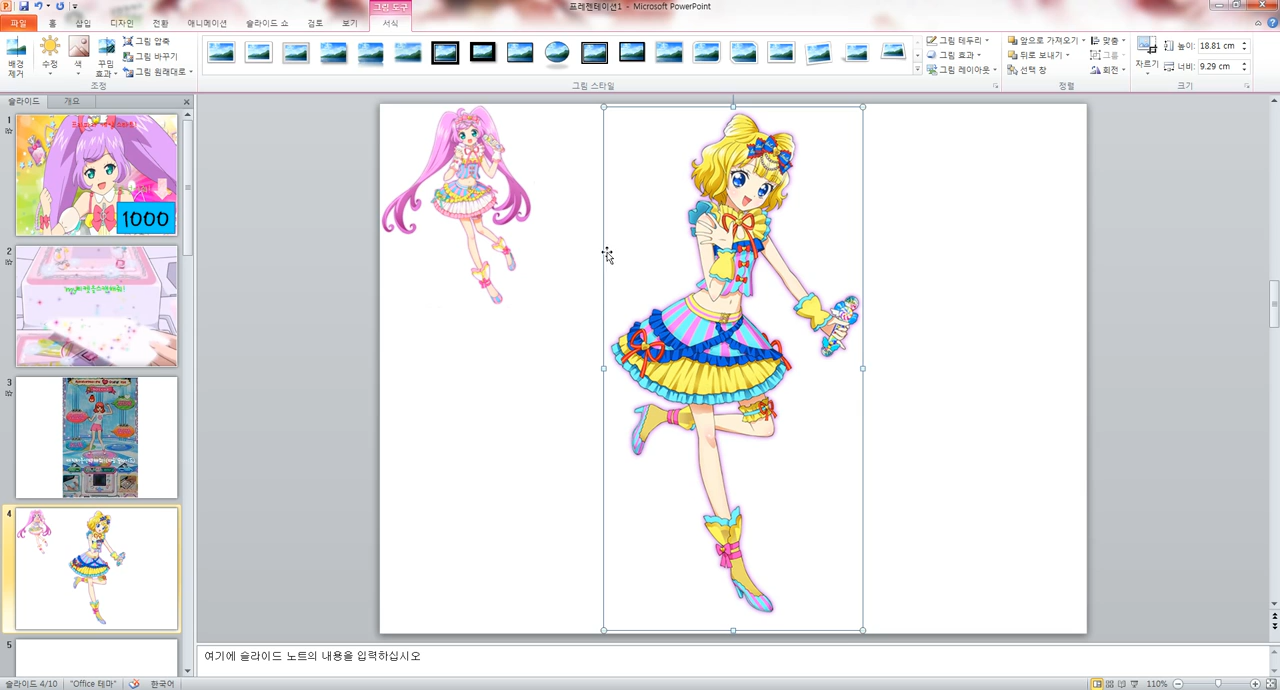 프레젠테이션1 - Microsoft PowerPoint
그림 도구
파일 홈 삽입 디자인 전환 애니메이션 슬라이드 쇼 검토 보기 서식
배경 제거
수정
색
꾸밈 효과
그림 압축
그림 바꾸기
그림 원래대로
조정
그림 스타일
그림 테두리
그림 효과
그림 레이아웃
앞으로 가져오기
뒤로 보내기
선택 창
맞춤
그룹
회전
정렬
자르기
높이: 18.81 cm
너비: 9.29 cm
크기
슬라이드 개요
1
1000
2
3
4
5
여기에 슬라이드 노트의 내용을 입력하십시오
슬라이드 4/10 "Office 테마" 한국어
110%